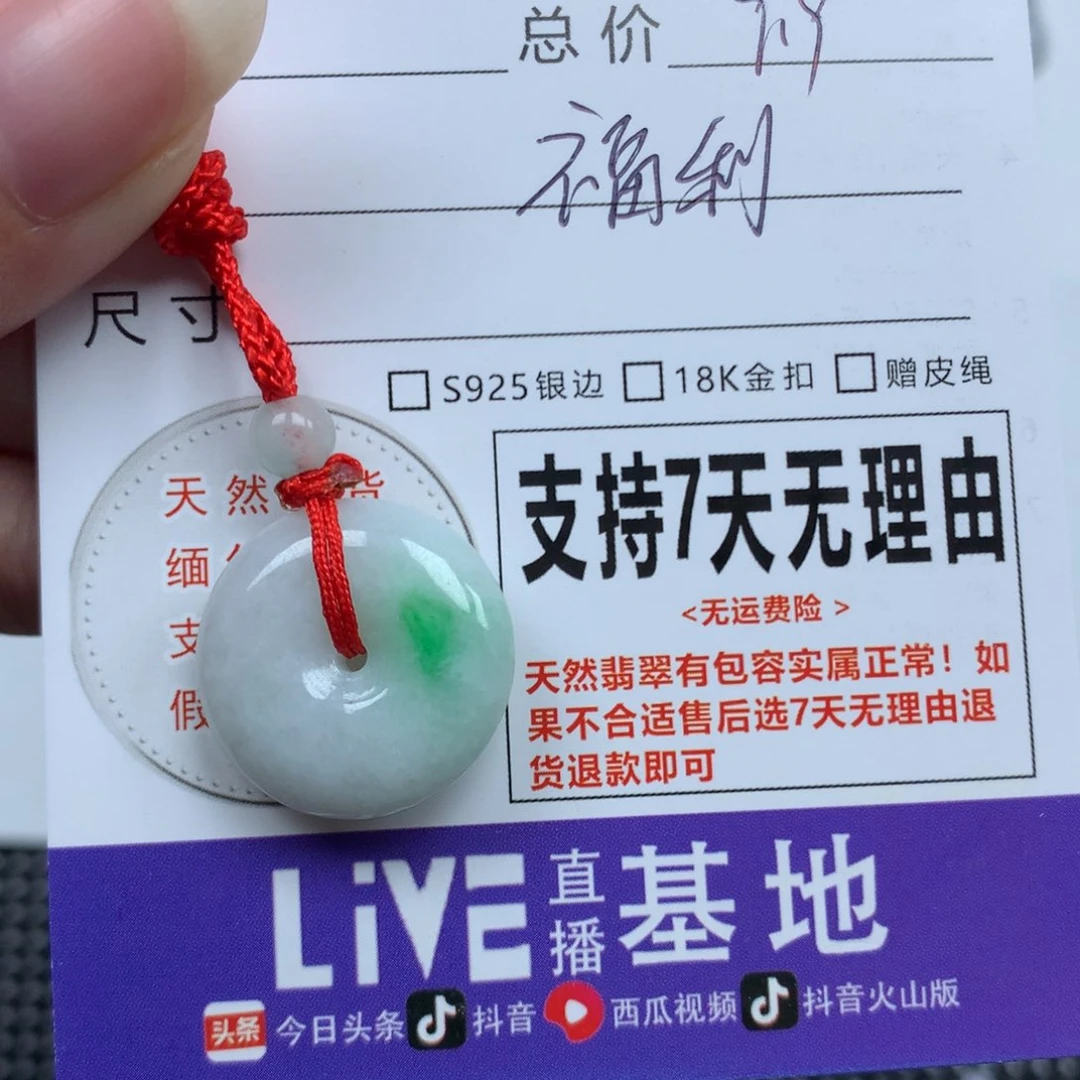 总价
福利
尺寸
S925银边 18K金扣 赠皮绳
天然 货
缅
支
假
支持7天无理由
<无运费险 >
天然翡翠有包容实属正常！如
果不合适售后选7天无理由退
货退款即可
LiVE 直播 基地
头条 今日头条 抖音 西瓜视频 抖音火山版